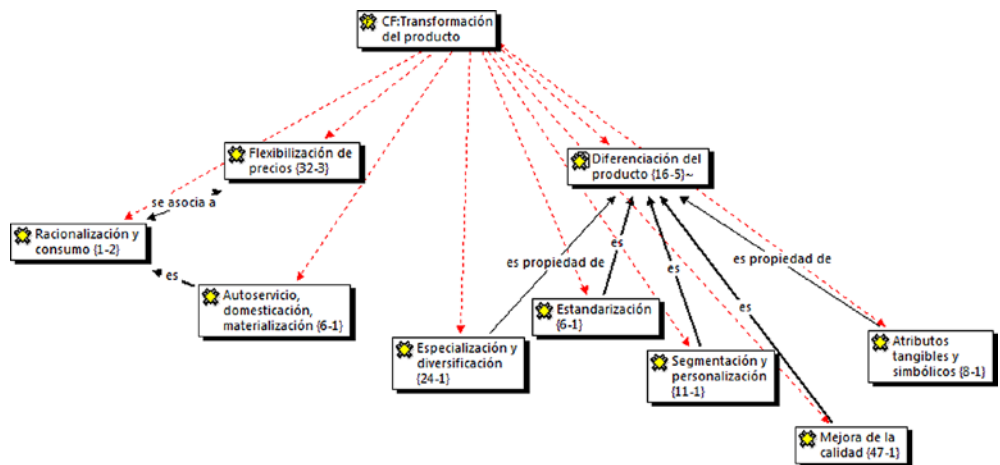 CF:Transformación
del producto
Flexibilización de
precios {32-3}
Diferenciación del
producto {16-5}~
se asocia a
Racionalización y
consumo {1-2}
es
Autoservicio,
domesticación,
materialización {6-1}
es propiedad de
es
es
es
es propiedad de
Estandarización
{6-1}
Especialización y
diversificación
{24-1}
Segmentación y
personalización
{11-1}
Atributos
tangibles y
simbólicos {8-1}
Mejora de la
calidad {47-1}